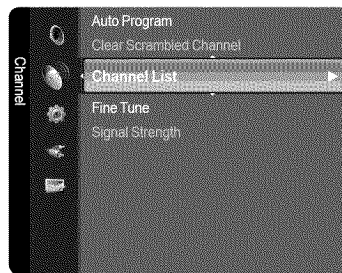 Channel
Auto Program
Clear Scrambled Channel
Channel List
Fine Tune
Signal Strength